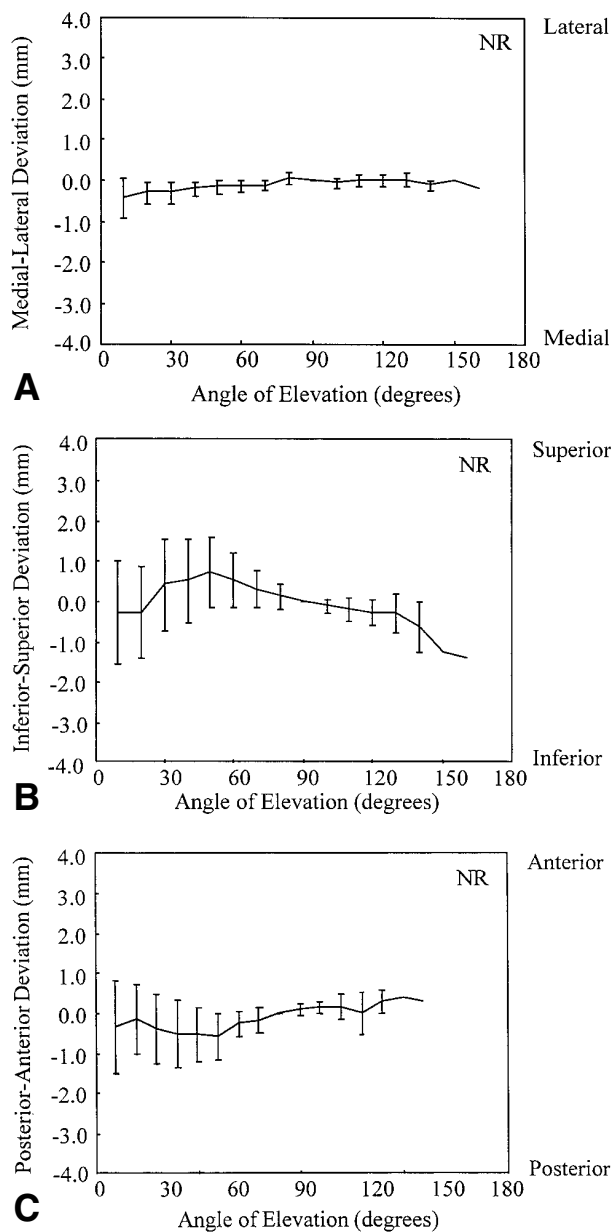 4.0 NR Lateral
3.0
2.0
1.0
0.0
-1.0
-2.0
-3.0
-4.0 Medial
Medial-Lateral Deviation (mm)
0 30 60 90 120 150 180
A Angle of Elevation (degrees)
4.0 NR Superior
3.0
2.0
1.0
0.0
-1.0
-2.0
-3.0
-4.0 Inferior
Inferior-Superior Deviation (mm)
0 30 60 90 120 150 180
B Angle of Elevation (degrees)
4.0 NR Anterior
3.0
2.0
1.0
0.0
-1.0
-2.0
-3.0
-4.0 Posterior
Posterior-Anterior Deviation (mm)
0 30 60 90 120 150 180
C Angle of Elevation (degrees)